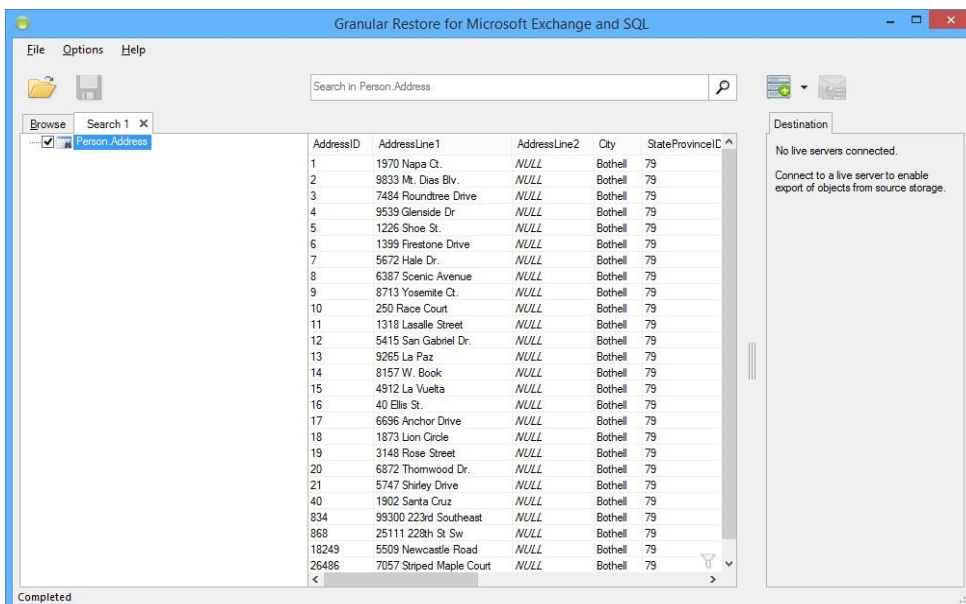 Granular Restore for Microsoft Exchange and SQL
File Options Help
Search in Person.Address
Browse Search 1
Person.Address
AddressID AddressLine1 AddressLine2 City StateProvinceID
1 1970 Napa Ct. NULL Bothell 79
2 9833 Mt. Dias Blv. NULL Bothell 79
3 7484 Roundtree Drive NULL Bothell 79
4 9539 Glenside Dr NULL Bothell 79
5 1226 Shoe St. NULL Bothell 79
6 1399 Firestone Drive NULL Bothell 79
7 5672 Hale Dr. NULL Bothell 79
8 6387 Scenic Avenue NULL Bothell 79
9 8713 Yosemite Ct. NULL Bothell 79
10 250 Race Court NULL Bothell 79
11 1318 Lasalle Street NULL Bothell 79
12 5415 San Gabriel Dr. NULL Bothell 79
13 9265 La Paz NULL Bothell 79
14 8157 W. Book NULL Bothell 79
15 4912 La Vuelta NULL Bothell 79
16 40 Ellis St. NULL Bothell 79
17 6696 Anchor Drive NULL Bothell 79
18 1873 Lion Circle NULL Bothell 79
19 3148 Rose Street NULL Bothell 79
20 6872 Thornwood Dr. NULL Bothell 79
21 5747 Shirley Drive NULL Bothell 79
40 1902 Santa Cruz NULL Bothell 79
834 99300 223rd Southeast NULL Bothell 79
868 25111 228th St Sw NULL Bothell 79
18249 5509 Newcastle Road NULL Bothell 79
26486 7057 Striped Maple Court NULL Bothell 79
Destination
No live servers connected.
Connect to a live server to enable
export of objects from source storage.
Completed